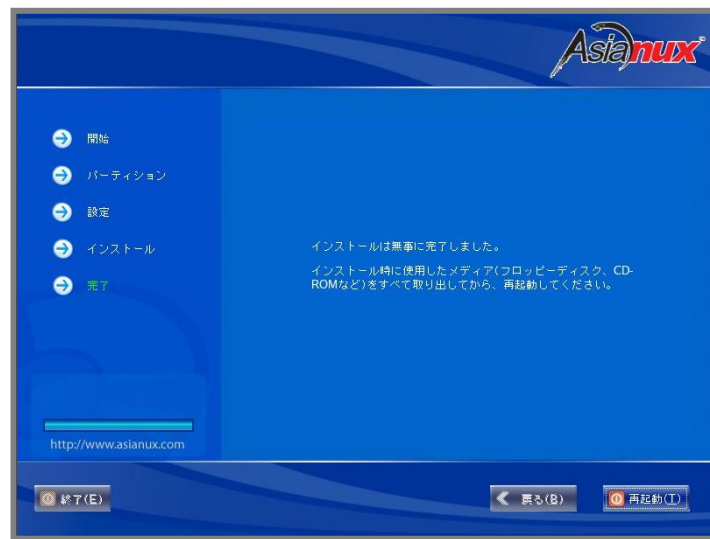 Asianux
開始
パーティション
設定
インストール
完了
インストールは無事に完了しました。
インストール時に使用したメディア(フロッピーディスク、CD-
ROMなど)をすべて取り出してから、再起動してください。
http://www.asianux.com
終了(E)
戻る(B)
再起動(T)